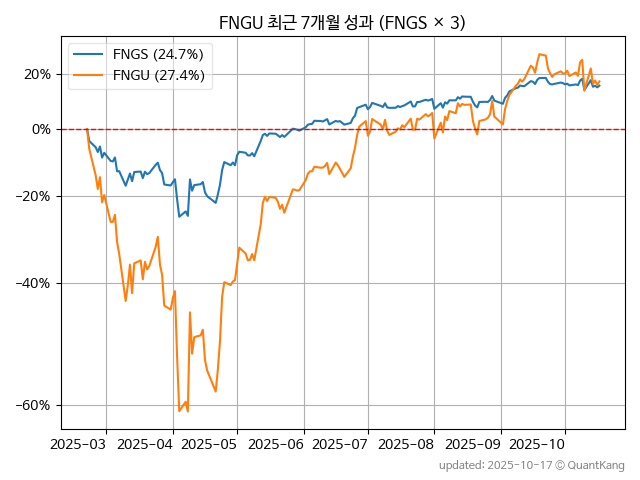 FNGU 최근 7개월 성과 (FNGS × 3)
FNGS (24.7%)
FNGU (27.4%)
20%
0%
−20%
−40%
−60%
2025-03 2025-04 2025-05 2025-06 2025-07 2025-08 2025-09 2025-10
updated: 2025-10-17 © QuantKang